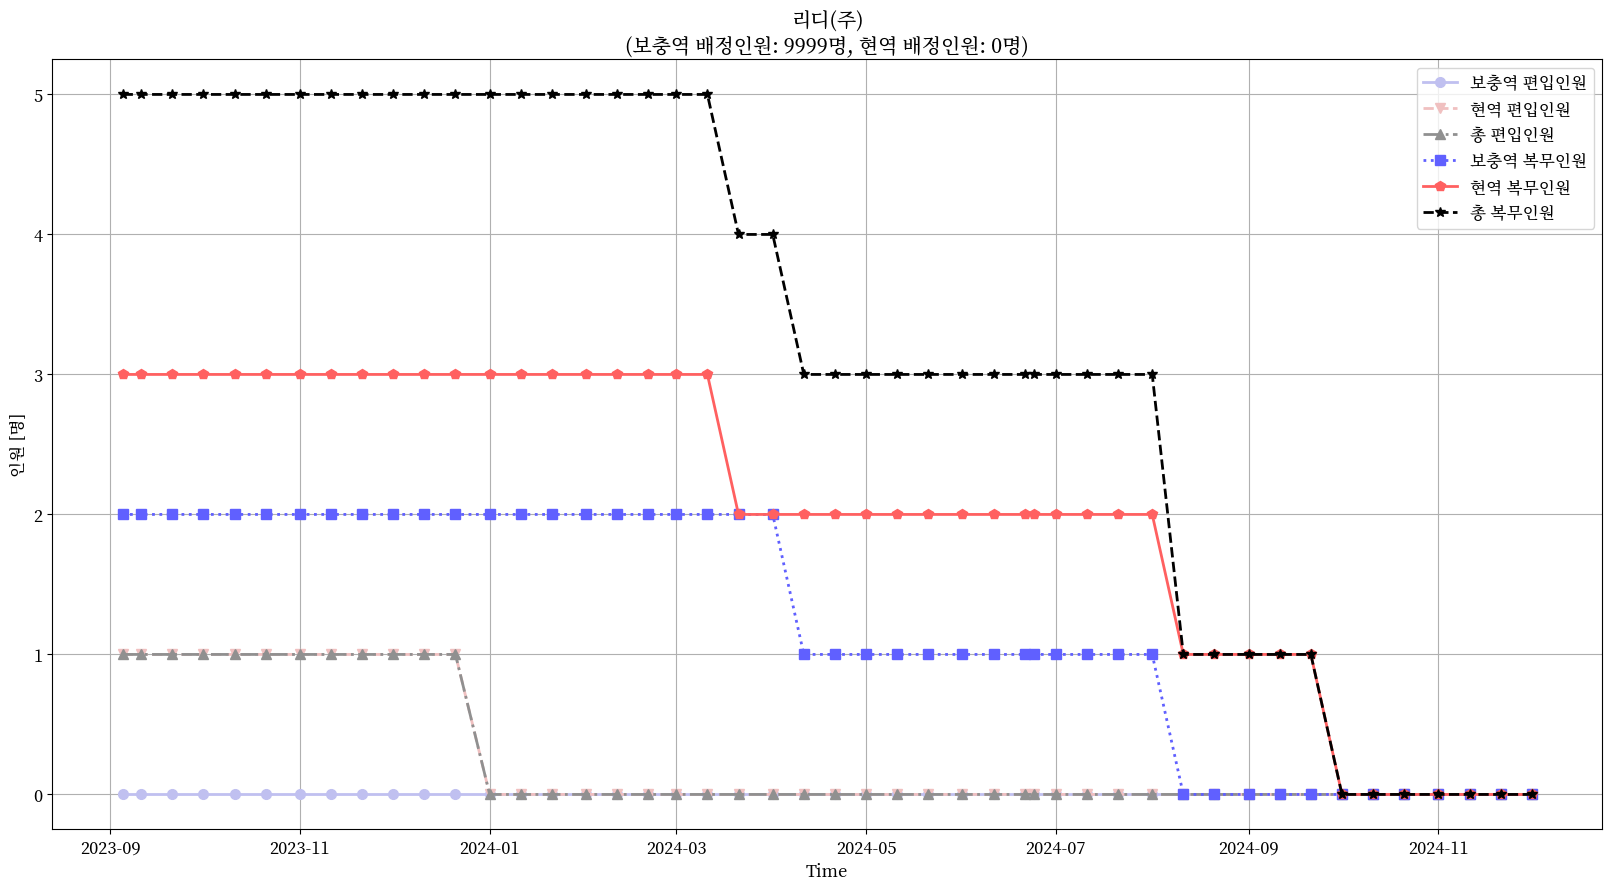 리디(주)
(보충역 배정인원: 9999명, 현역 배정인원: 0명)
보충역 편입인원
현역 편입인원
총 편입인원
보충역 복무인원
현역 복무인원
총 복무인원
인원 [명]
5
4
3
2
1
0
2023-09
2023-11
2024-01
2024-03
2024-05
2024-07
2024-09
2024-11
Time